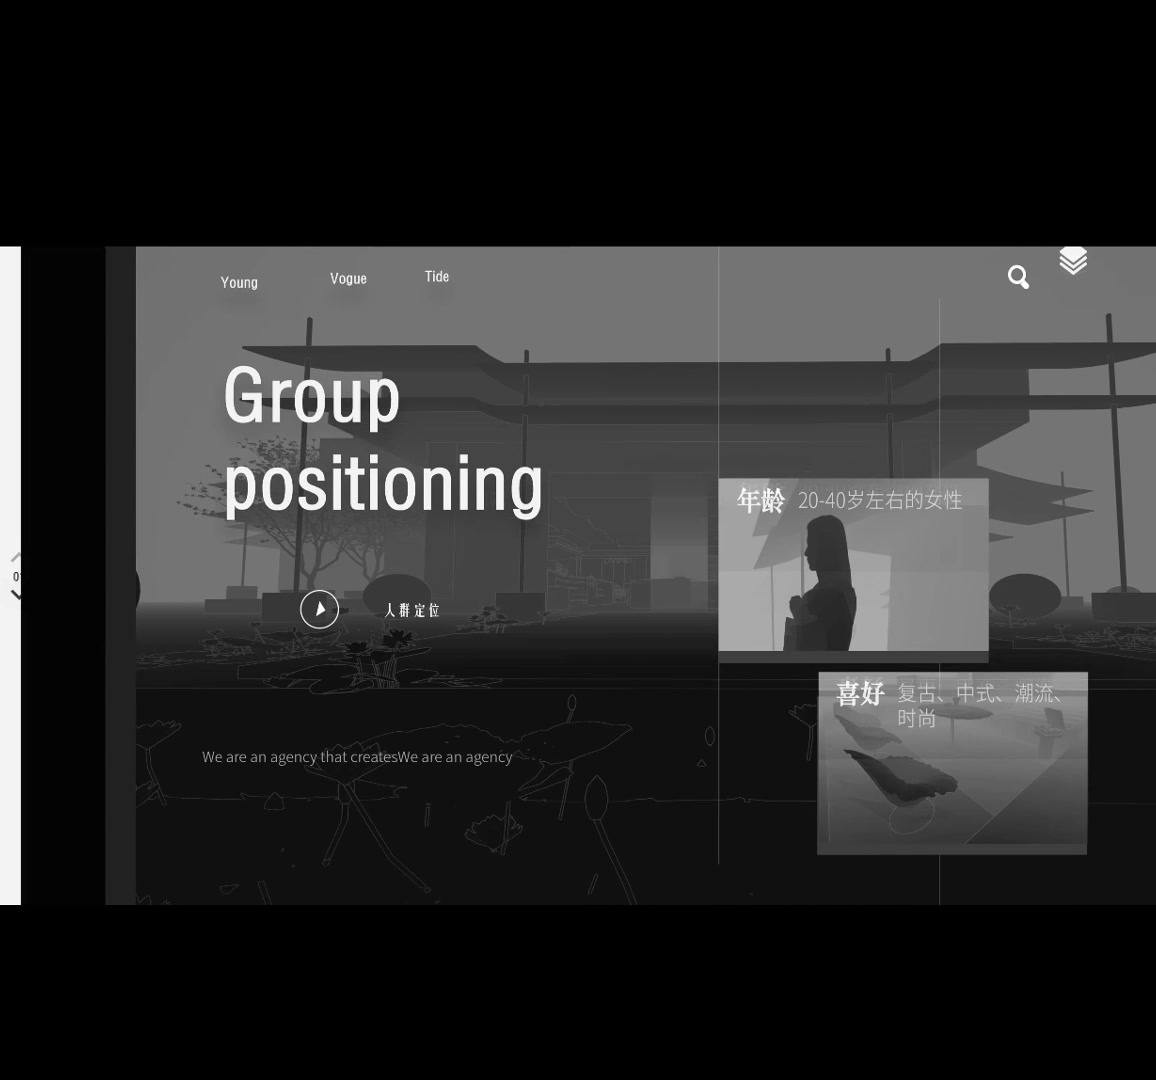 Young
Vogue
Tide
Group
positioning
人群定位
We are an agency that createsWe are an agency
年龄 20-40岁左右的女性
喜好 复古、中式、潮流、
时尚